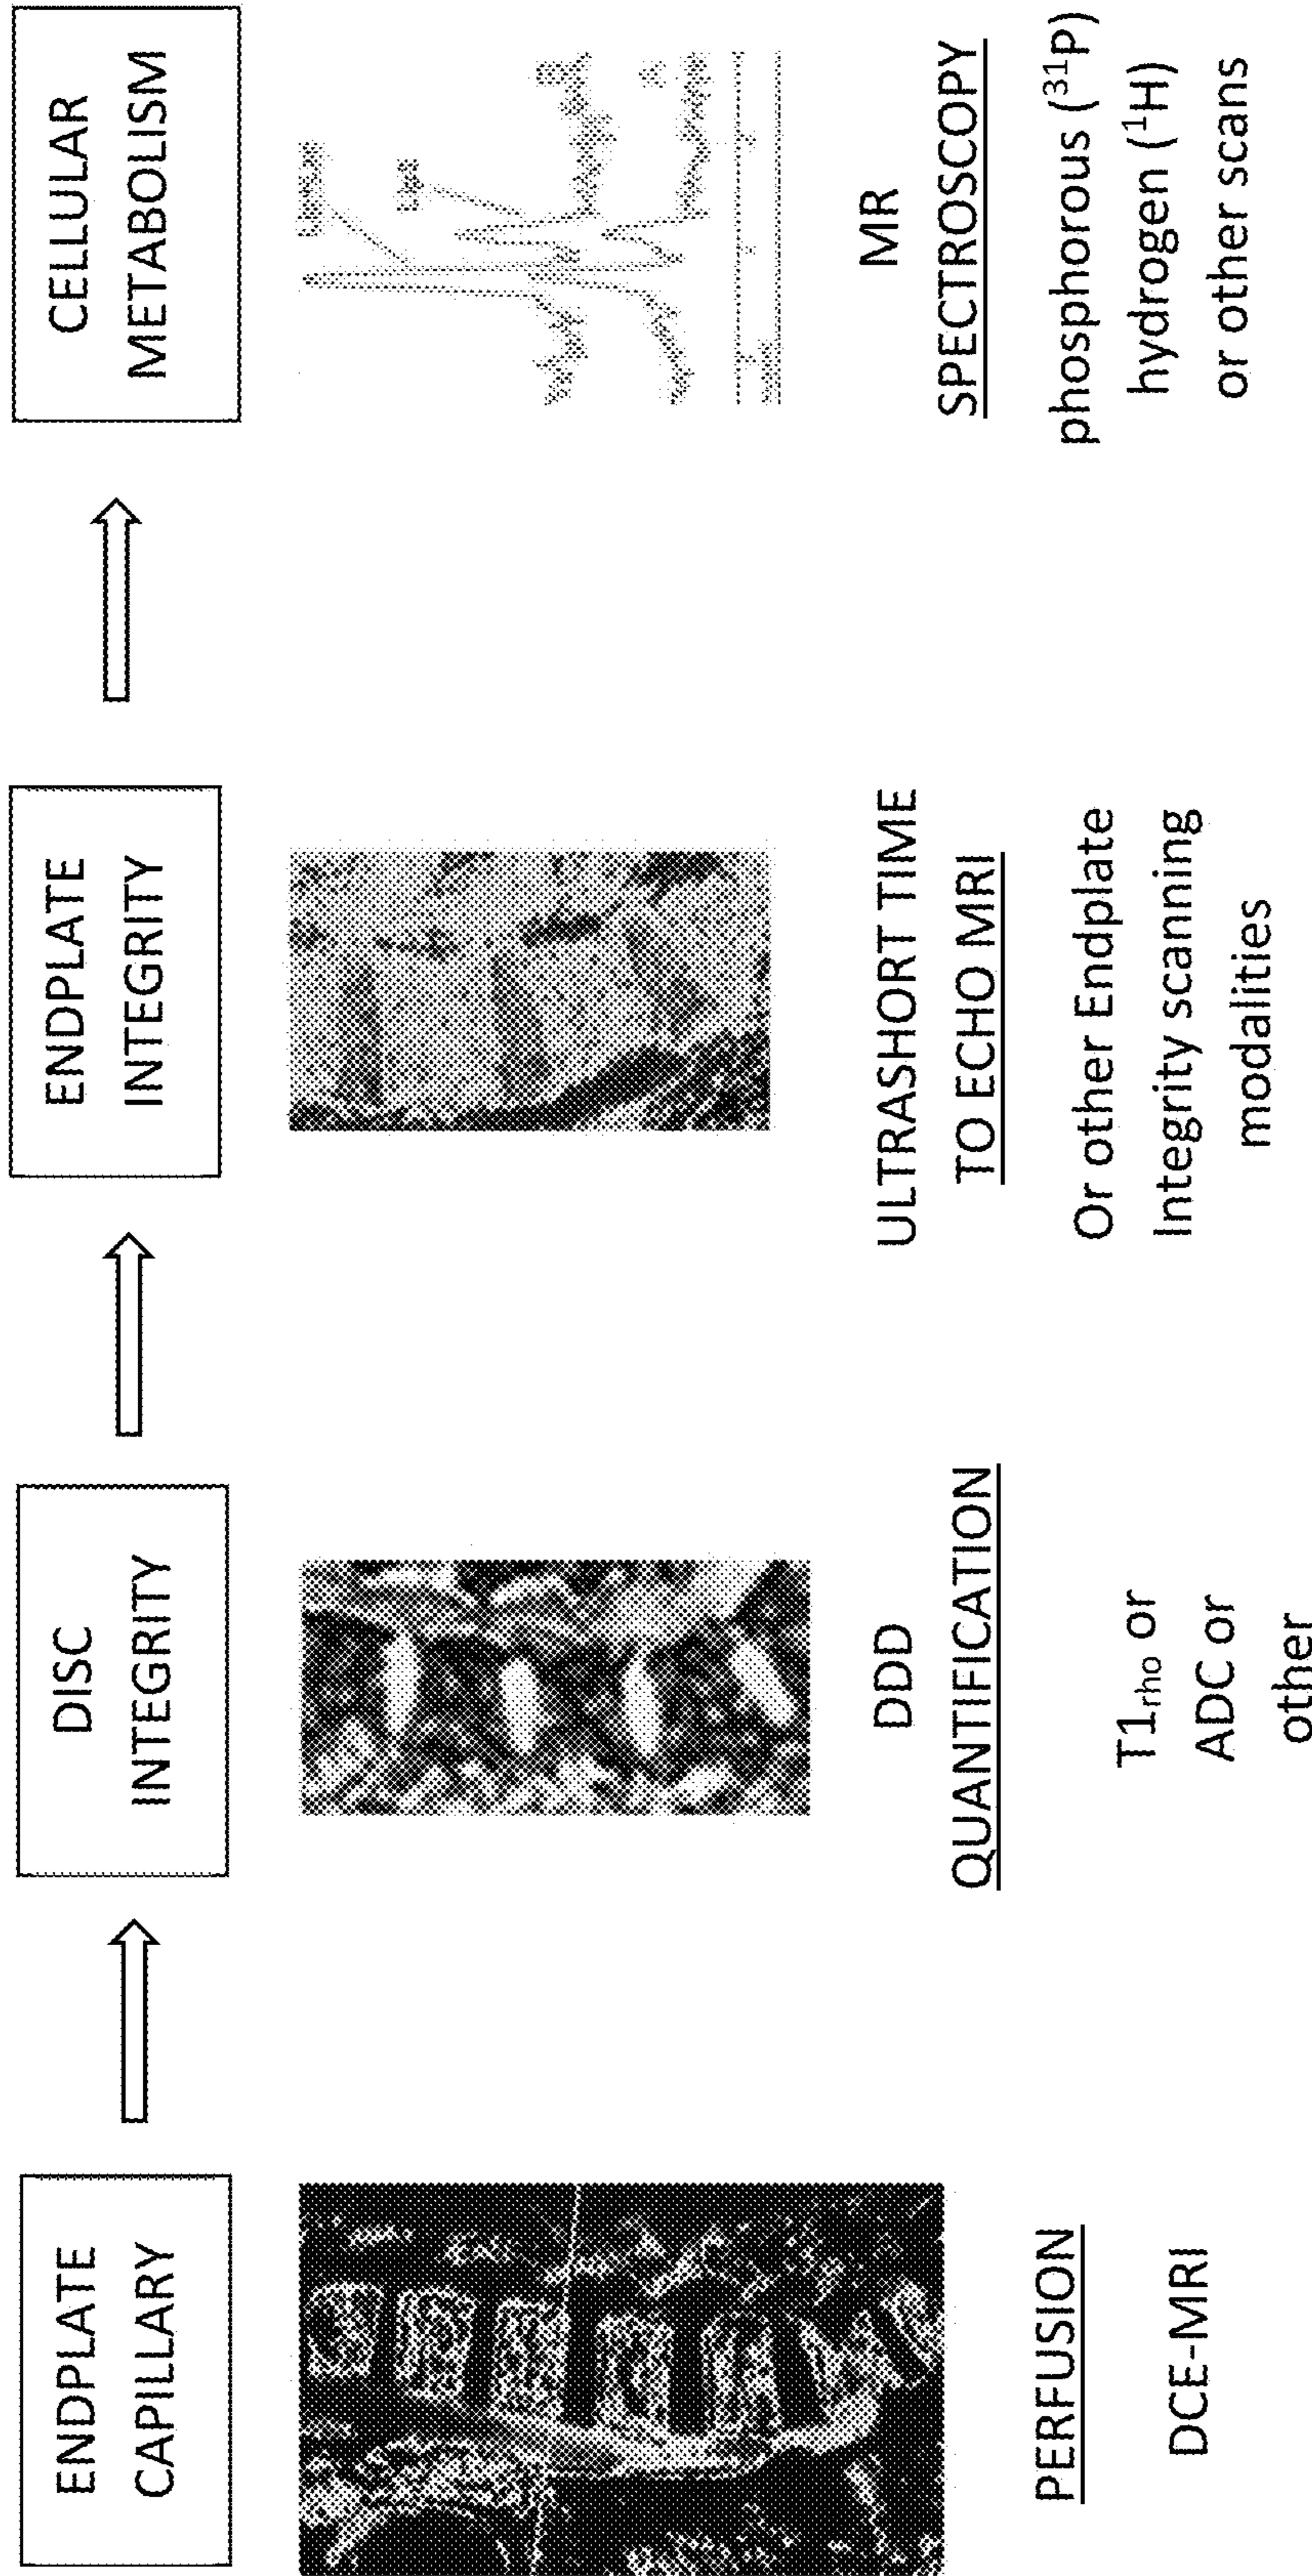 ENDPLATE
CAPILLARY
PERFUSION
DCE-MRI
DISC
INTEGRITY
DDD
QUANTIFICATION
T1rho or
ADC or
other
ENDPLATE
INTEGRITY
ULTRASHORT TIME
TO ECHO MRI
Or other Endplate
Integrity scanning
modalities
CELLULAR
METABOLISM
MR
SPECTROSCOPY
phosphorous (³¹P)
hydrogen (¹H)
or other scans